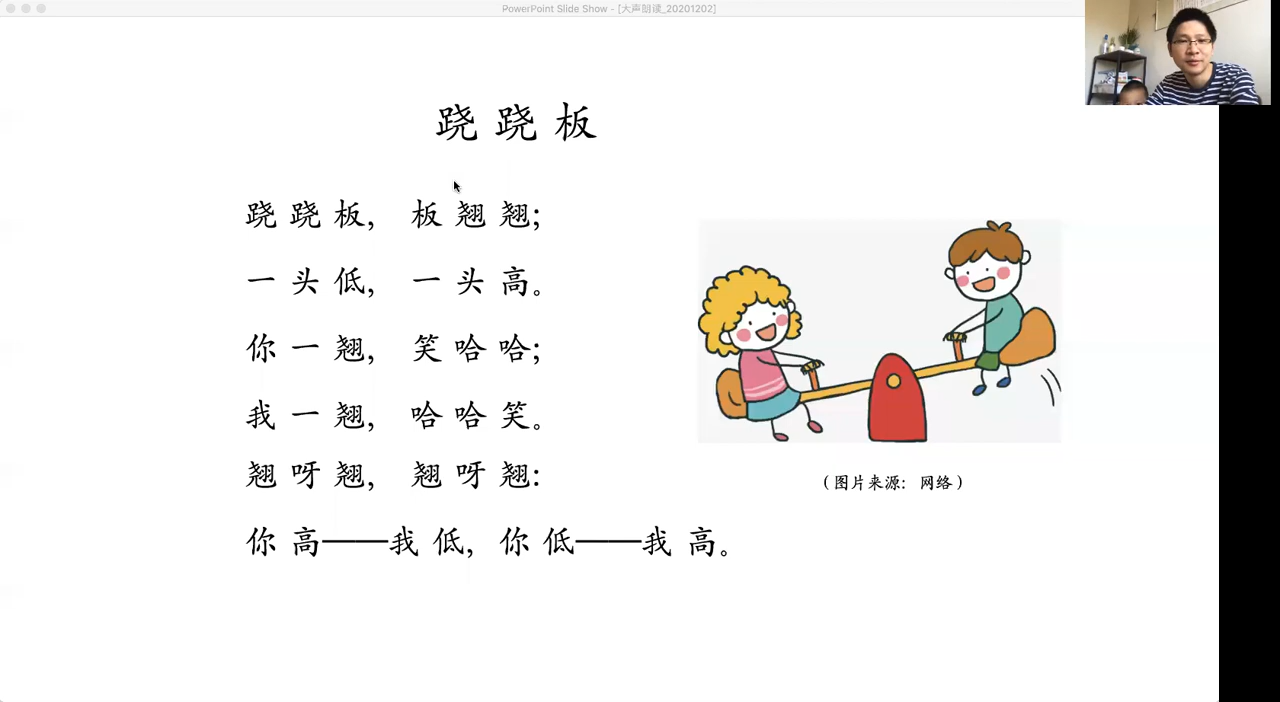 PowerPoint Slide Show - [大声朗读_20201202]
跷跷板
跷跷板， 板翘翘；
一头低， 一头高。
你一翘， 笑哈哈；
我一翘， 哈哈笑。
翘呀翘， 翘呀翘：
你高——我低，你低——我高。
（图片来源：网络）